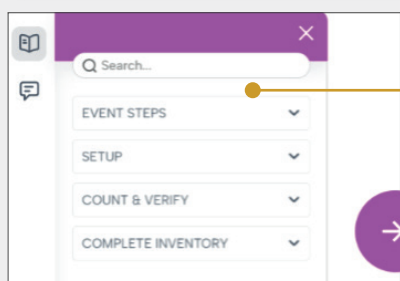 Search...
EVENT STEPS
SETUP
COUNT & VERIFY
COMPLETE INVENTORY